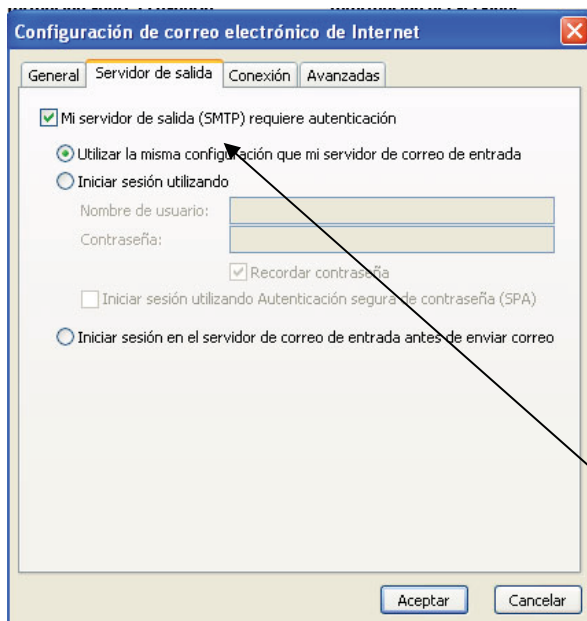 Configuración de correo electrónico de Internet
General Servidor de salida Conexión Avanzadas
Mi servidor de salida (SMTP) requiere autenticación
Utilizar la misma configuración que mi servidor de correo de entrada
Iniciar sesión utilizando
Nombre de usuario:
Contraseña:
Recordar contraseña
Iniciar sesión utilizando Autenticación segura de contraseña (SPA)
Iniciar sesión en el servidor de correo de entrada antes de enviar correo
Aceptar Cancelar